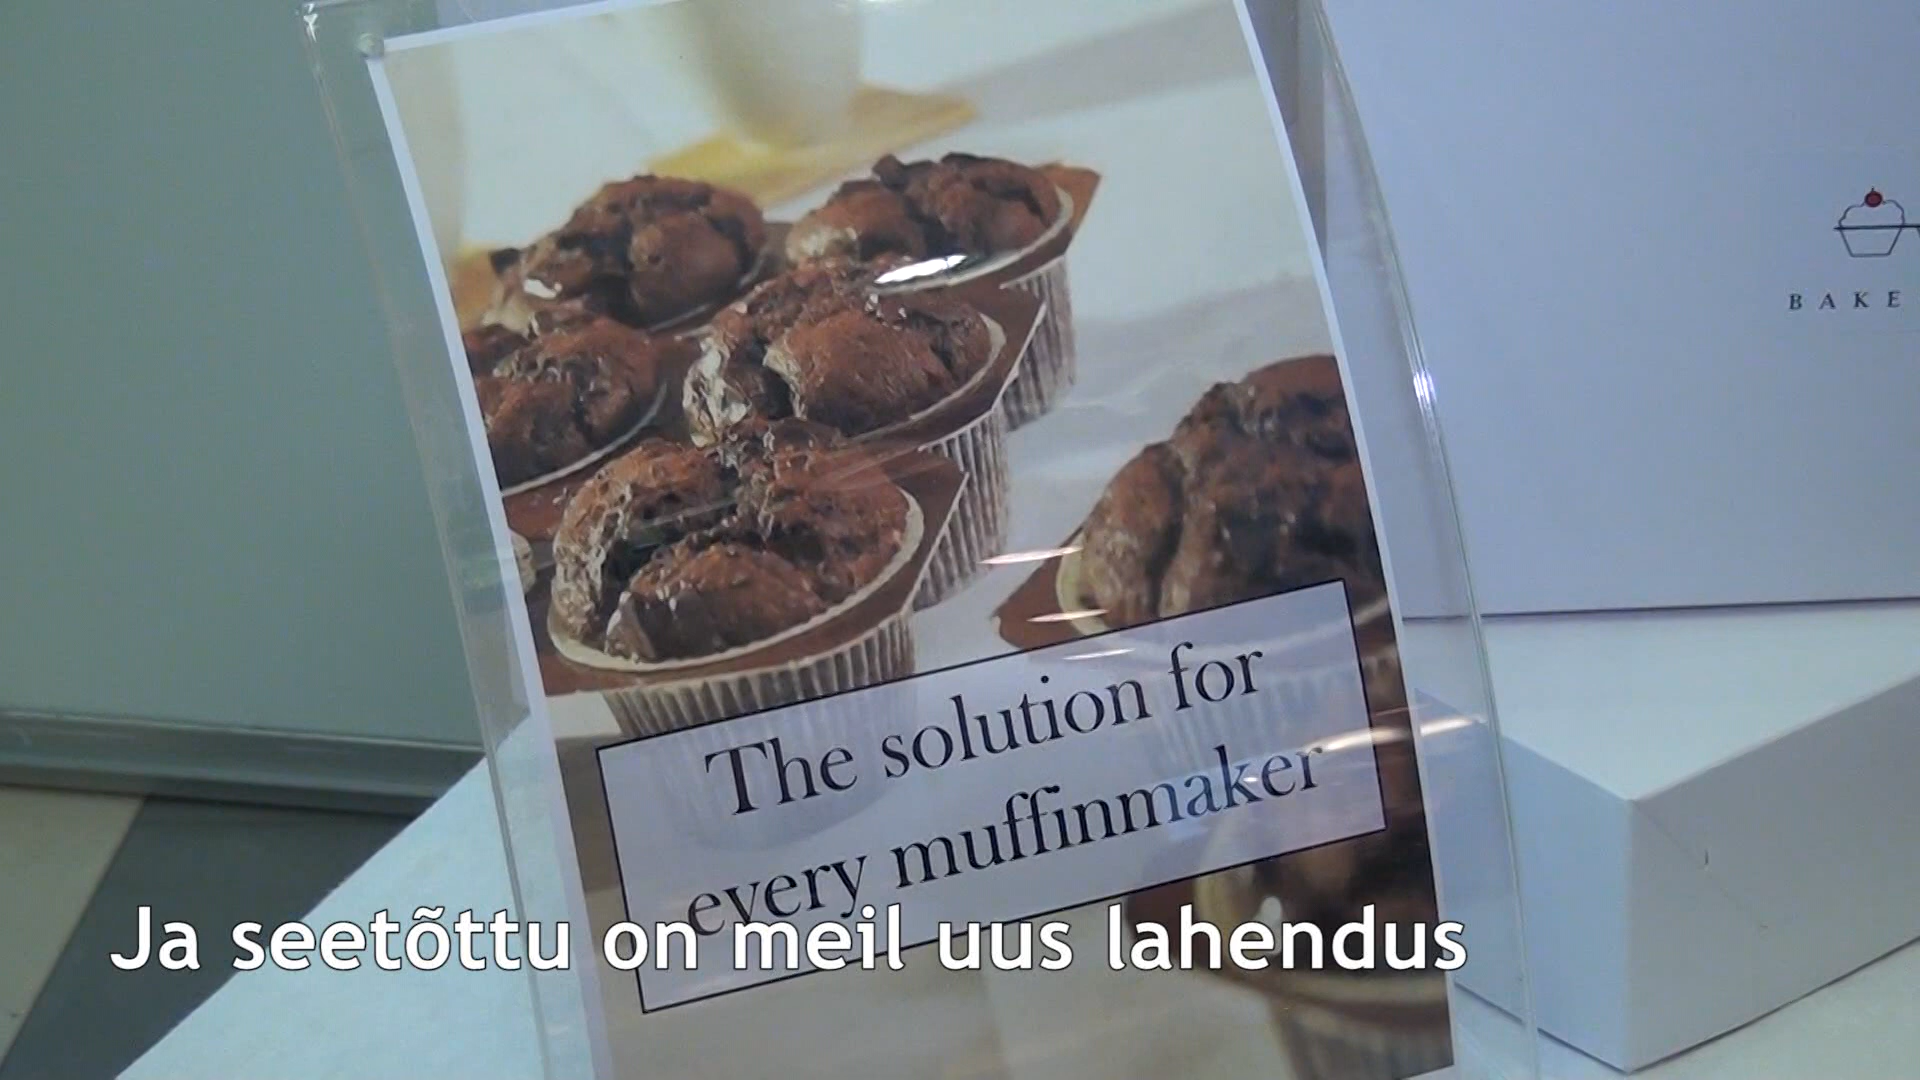 BAKE
The solution for
every muffinmaker
Ja seetõttu on meil uus lahendus